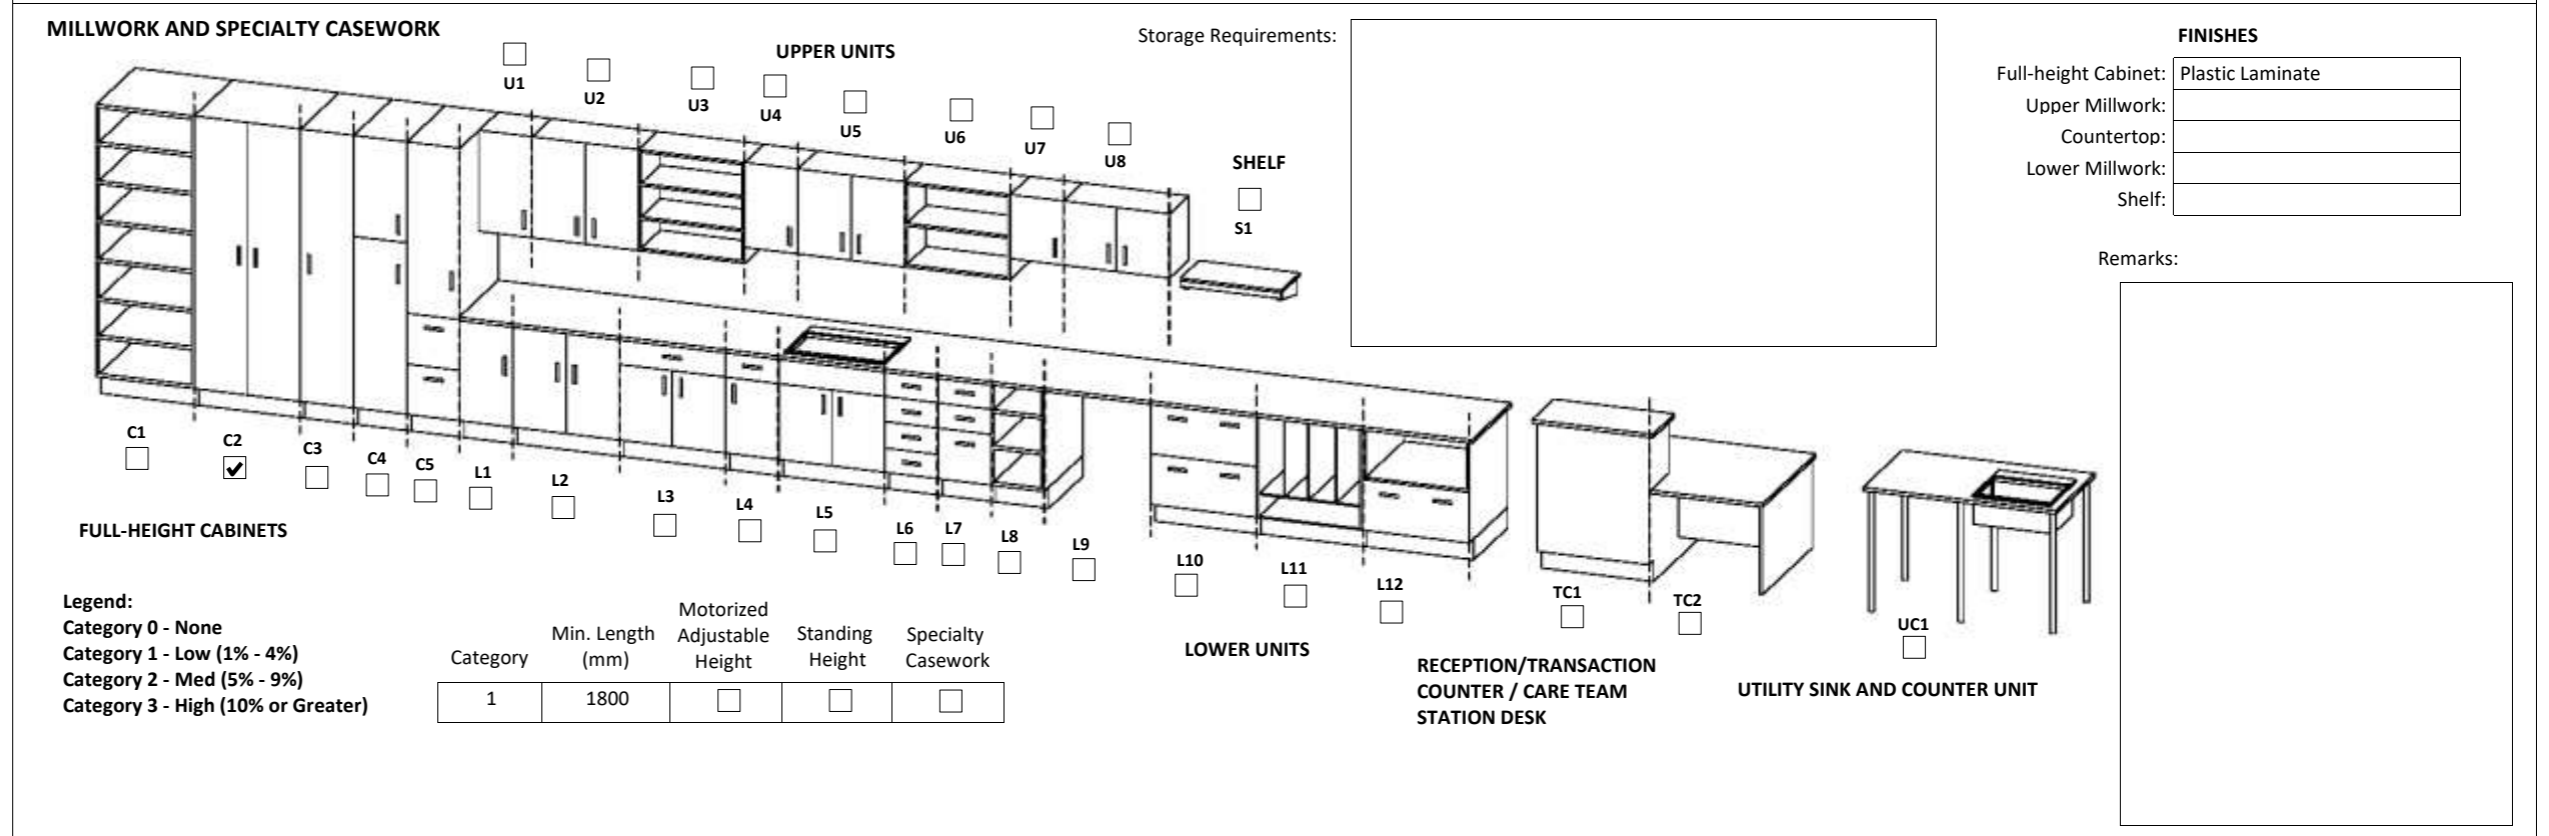 MILLWORK AND SPECIALTY CASEWORK
UPPER UNITS
U1
U2
U3
U4
U5
U6
U7
U8
SHELF
S1
Storage Requirements:
FINISHES
Full-height Cabinet: Plastic Laminate
Upper Millwork:
Countertop:
Lower Millwork:
Shelf:
Remarks:
C1
C2
C3
C4
C5
L1
L2
L3
L4
L5
L6
L7
L8
L9
L10
L11
L12
TC1
TC2
UC1
FULL-HEIGHT CABINETS
LOWER UNITS
RECEPTION/TRANSACTION
COUNTER / CARE TEAM
STATION DESK
UTILITY SINK AND COUNTER UNIT
Legend:
Category 0 - None
Category 1 - Low (1% - 4%)
Category 2 - Med (5% - 9%)
Category 3 - High (10% or Greater)
Category
Min. Length
(mm)
Motorized
Adjustable
Height
Standing
Height
Specialty
Casework
1
1800